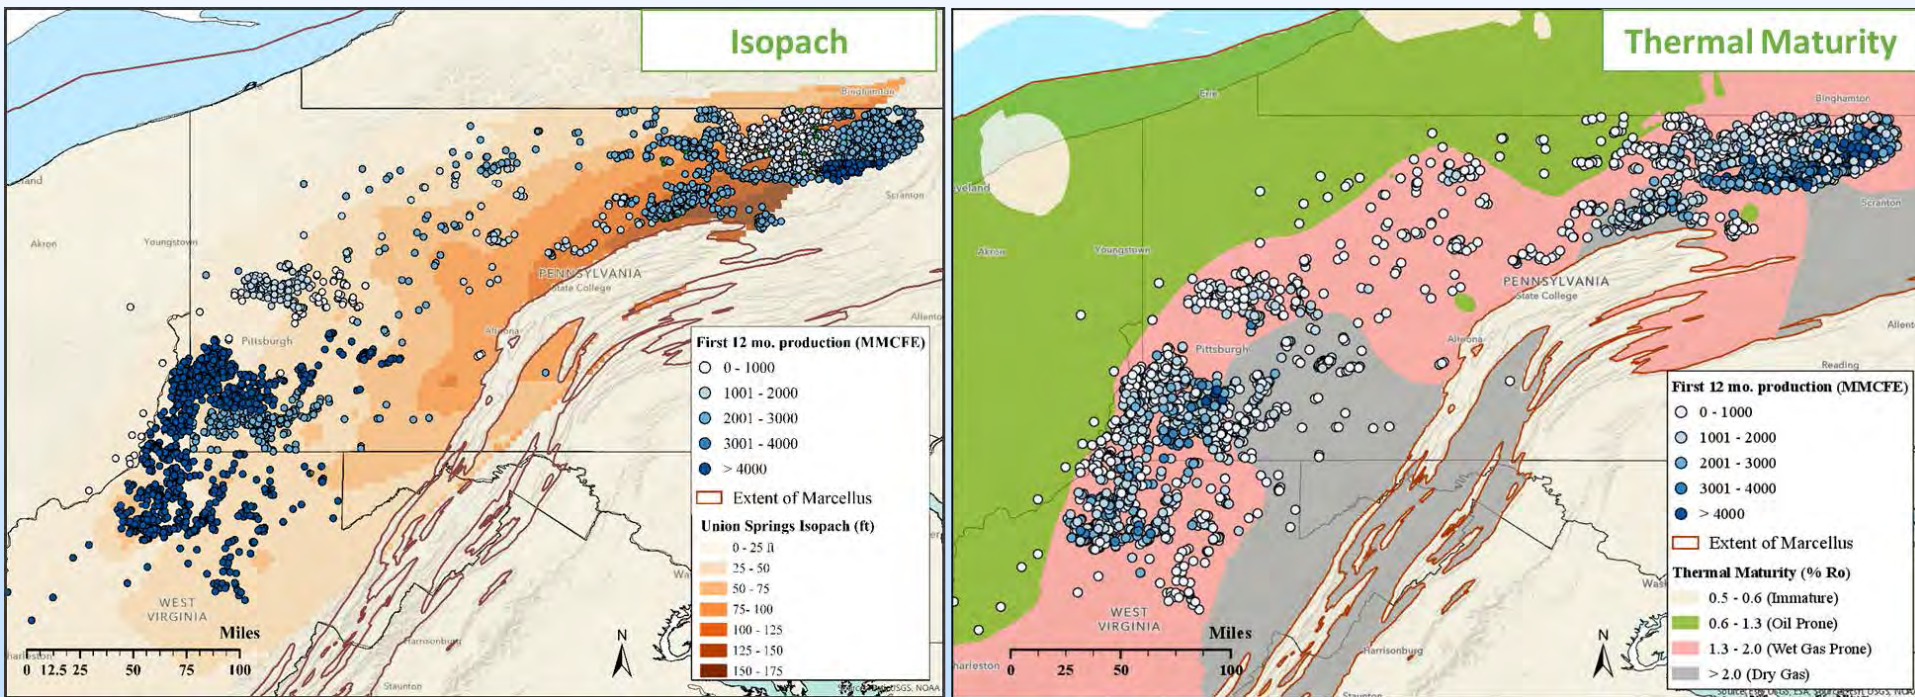 Isopach
Binghamton
Scranton
Akron
Youngstown
PENNSYLVANIA
State College
Altoona
Pittsburgh
WEST
VIRGINIA
Harrisonburg
Staunton
Miles
0 12.5 25 50 75 100
N
First 12 mo. production (MMCFE)
0 - 1000
1001 - 2000
2001 - 3000
3001 - 4000
> 4000
Extent of Marcellus
Union Springs Isopach (ft)
0 - 25 ft
25 - 50
50 - 75
75- 100
100 - 125
125 - 150
150 - 175
Thermal Maturity
Erie
Binghamton
Scranton
Akron
Youngstown
PENNSYLVANIA
State College
Altoona
Pittsburgh
Reading
WEST
VIRGINIA
Harrisonburg
Staunton
Miles
0 25 50 100
N
First 12 mo. production (MMCFE)
0 - 1000
1001 - 2000
2001 - 3000
3001 - 4000
> 4000
Extent of Marcellus
Thermal Maturity (% Ro)
0.5 - 0.6 (Immature)
0.6 - 1.3 (Oil Prone)
1.3 - 2.0 (Wet Gas Prone)
> 2.0 (Dry Gas)